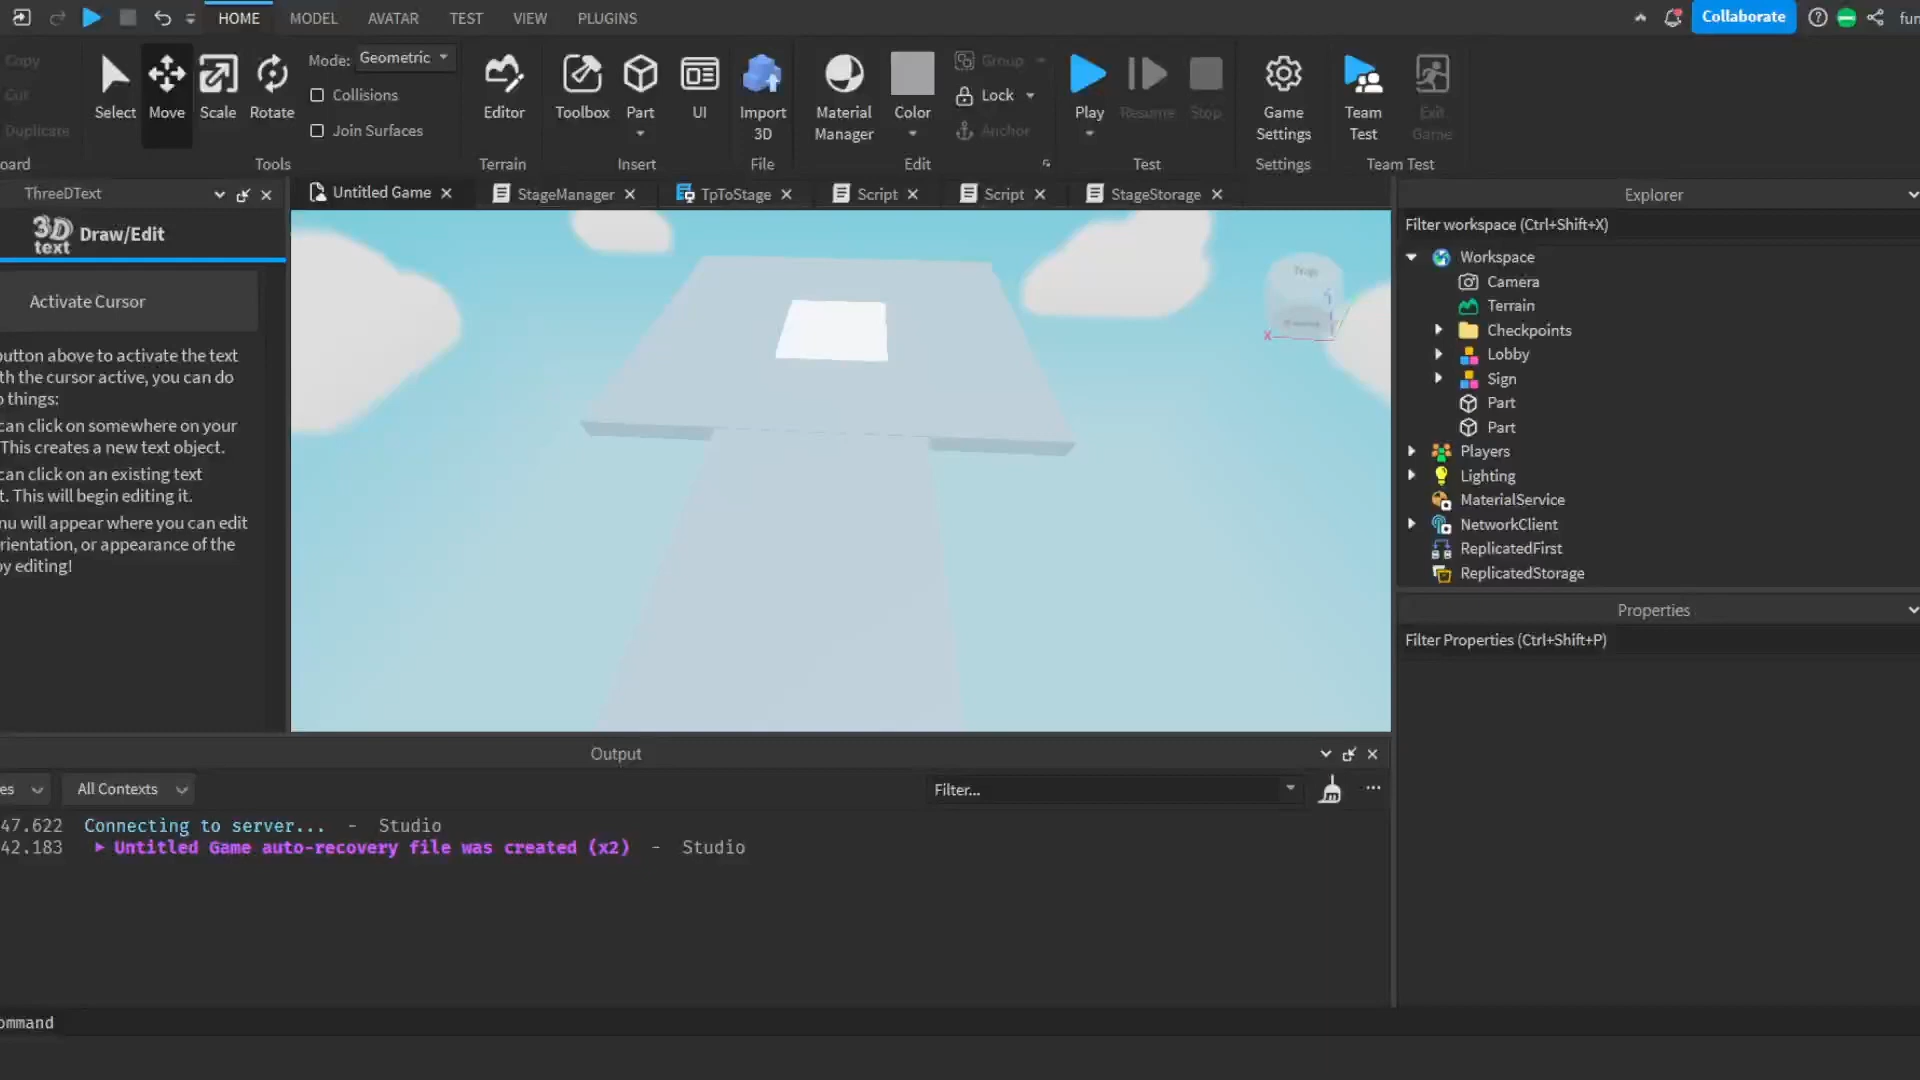 HOME MODEL AVATAR TEST VIEW PLUGINS
Collaborate
fun
Copy
Cut
Duplicate
oard
Select
Move
Scale
Rotate
Mode: Geometric
Collisions
Join Surfaces
Tools
Editor
Terrain
Toolbox
Part
UI
Insert
Import
3D
File
Material
Manager
Color
Group
Lock
Anchor
Edit
Play
Resume
Stop
Test
Game
Settings
Settings
Team
Test
Exit
Game
Team Test
ThreeDText
3D
text
Draw/Edit
Activate Cursor
button above to activate the text
th the cursor active, you can do
o things:
can click on somewhere on your
This creates a new text object.
can click on an existing text
t. This will begin editing it.
nu will appear where you can edit
rientation, or appearance of the
by editing!
Untitled Game
StageManager
TpToStage
Script
Script
StageStorage
X
Explorer
Filter workspace (Ctrl+Shift+X)
Workspace
Camera
Terrain
Checkpoints
Lobby
Sign
Part
Part
Players
Lighting
MaterialService
NetworkClient
ReplicatedFirst
ReplicatedStorage
Properties
Filter Properties (Ctrl+Shift+P)
Output
es
All Contexts
Filter...
47.622 Connecting to server... - Studio
42.183 Untitled Game auto-recovery file was created (x2) - Studio
ommand